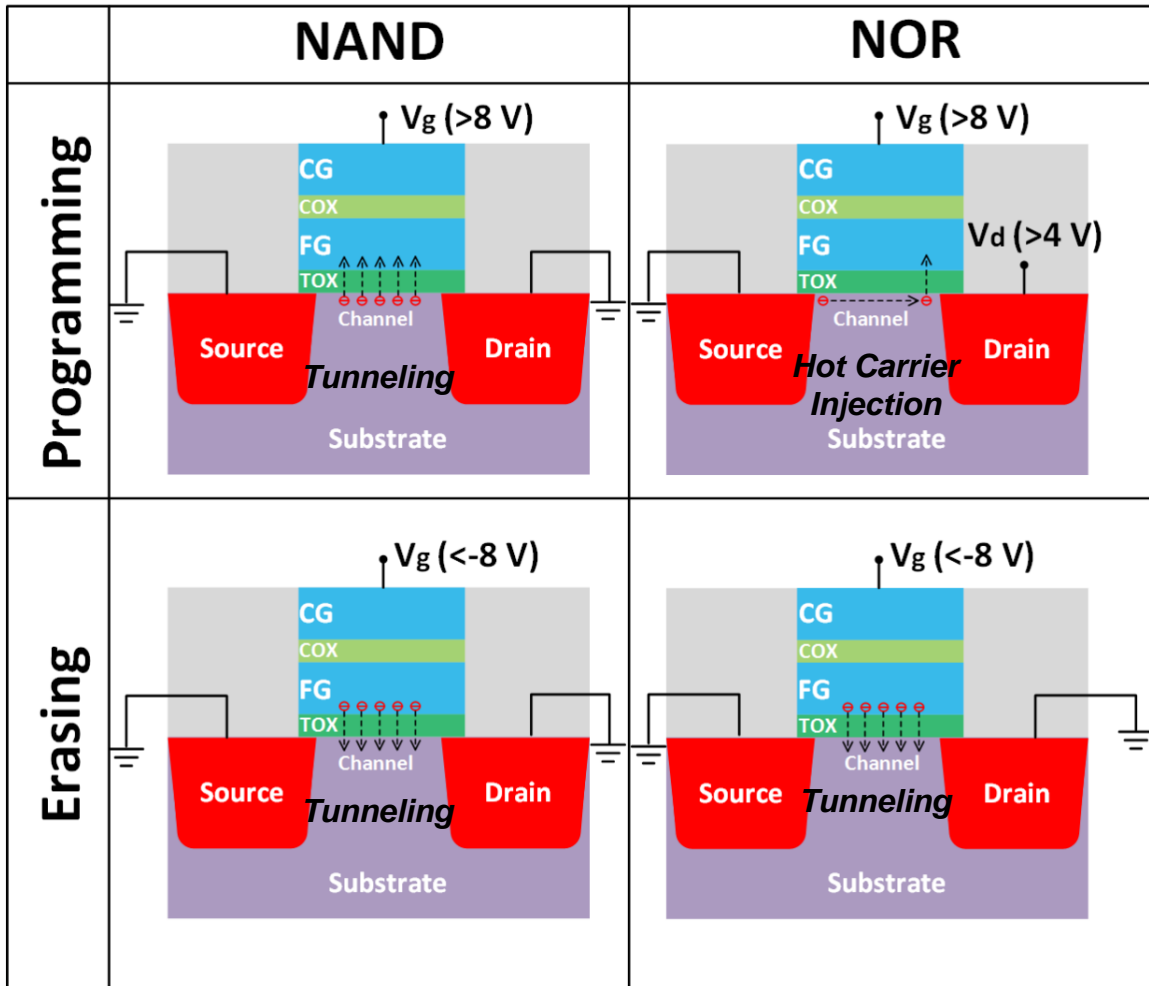 NAND
NOR
Programming
Vg (>8 V)
CG
COX
FG
TOX
Channel
Source
Drain
Tunneling
Substrate
Vg (>8 V)
CG
COX
FG
Vd (>4 V)
TOX
Channel
Source
Drain
Hot Carrier
Injection
Substrate
Erasing
Vg (<-8 V)
CG
COX
FG
TOX
Channel
Source
Drain
Tunneling
Substrate
Vg (<-8 V)
CG
COX
FG
TOX
Channel
Source
Drain
Tunneling
Substrate